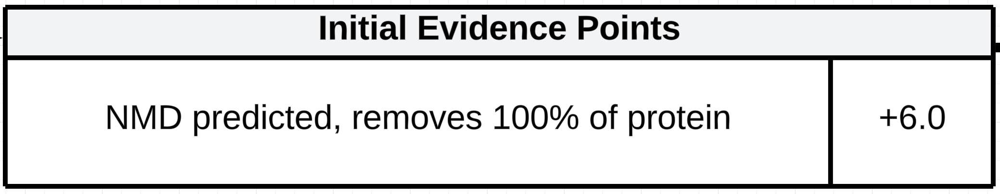 Initial Evidence Points
NMD predicted, removes 100% of protein
+6.0